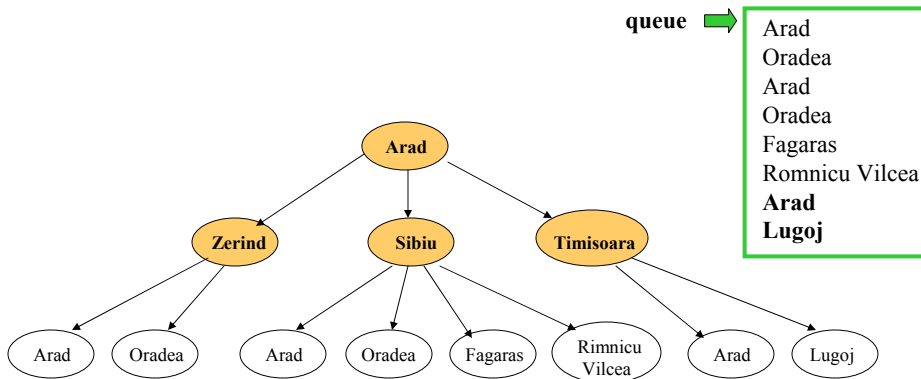 queue
Arad
Oradea
Arad
Oradea
Fagaras
Romnicu Vilcea
Arad
Lugoj
Arad
Zerind
Sibiu
Timisoara
Arad
Oradea
Arad
Oradea
Fagaras
Rimnicu
Vilcea
Arad
Lugoj